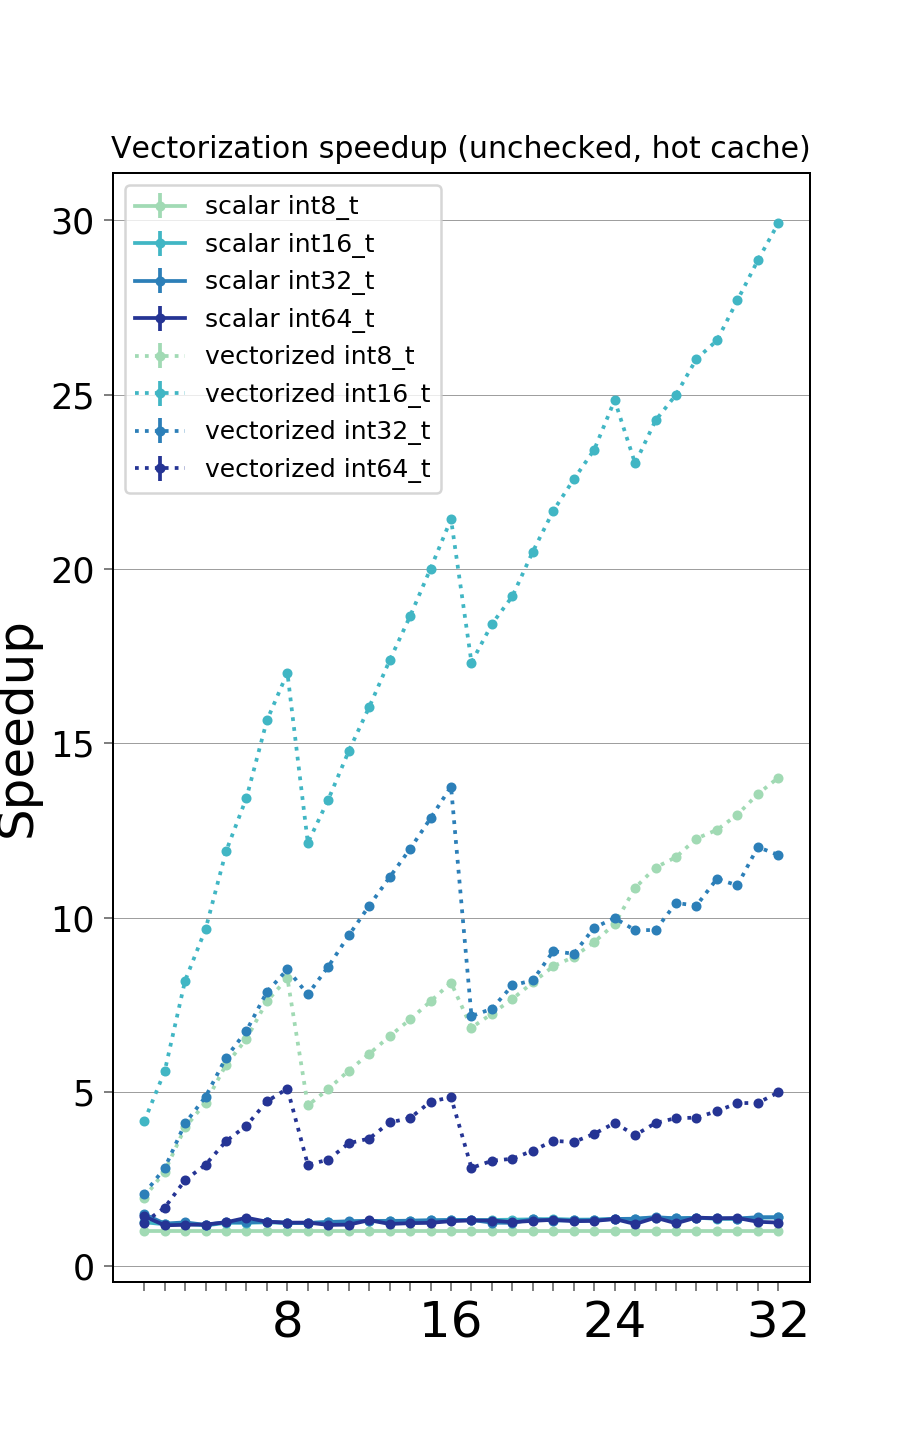 Vectorization speedup (unchecked, hot cache)
scalar int8_t
scalar int16_t
scalar int32_t
scalar int64_t
vectorized int8_t
vectorized int16_t
vectorized int32_t
vectorized int64_t
Speedup
30
25
20
15
10
5
0
8 16 24 32